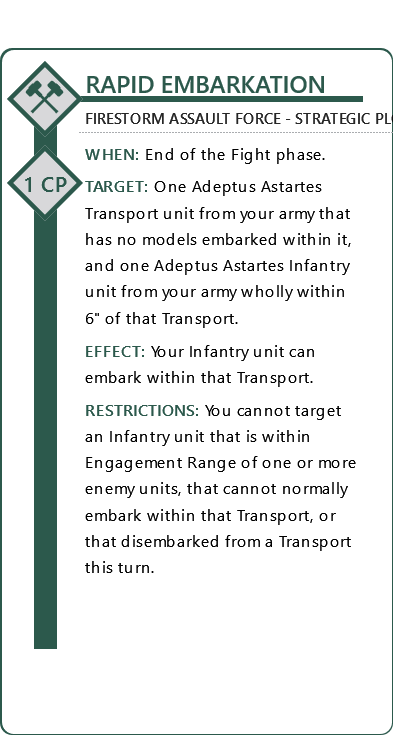 RAPID EMBARKATION
FIRESTORM ASSAULT FORCE - STRATEGIC
WHEN: End of the Fight phase.
1 CP
TARGET: One Adeptus Astartes
Transport unit from your army that
has no models embarked within it,
and one Adeptus Astartes Infantry
unit from your army wholly within
6" of that Transport.
EFFECT: Your Infantry unit can
embark within that Transport.
RESTRICTIONS: You cannot target
an Infantry unit that is within
Engagement Range of one or more
enemy units, that cannot normally
embark within that Transport, or
that disembarked from a Transport
this turn.